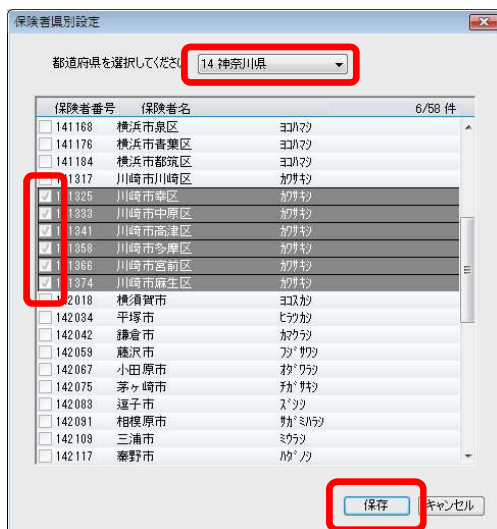 保険者県別設定
都道府県を選択してくださ 14 神奈川県
保険者番号 保険者名 6/58 件
141168 横浜市泉区 ﾖｺﾊﾏｼ
141176 横浜市青葉区 ﾖｺﾊﾏｼ
141184 横浜市都筑区 ﾖｺﾊﾏｼ
141317 川崎市川崎区 ｶﾜｻｷｼ
141325 川崎市幸区 ｶﾜｻｷｼ
141333 川崎市中原区 ｶﾜｻｷｼ
141341 川崎市高津区 ｶﾜｻｷｼ
141358 川崎市多摩区 ｶﾜｻｷｼ
141366 川崎市宮前区 ｶﾜｻｷｼ
141374 川崎市麻生区 ｶﾜｻｷｼ
142018 横須賀市 ﾖｺｽｶｼ
142034 平塚市 ﾋﾗﾂｶｼ
142042 鎌倉市 ｶﾏｸﾗｼ
142059 藤沢市 ﾌｼﾞｻﾜｼ
142067 小田原市 ｵﾀﾞﾜﾗｼ
142075 茅ヶ崎市 ﾁｶﾞｻｷｼ
142083 逗子市 ｽﾞｼｼ
142091 相模原市 ｻｶﾞﾐﾊﾗｼ
142109 三浦市 ﾐｳﾗｼ
142117 秦野市 ﾊﾀﾞﾉｼ
保存 キャンセル